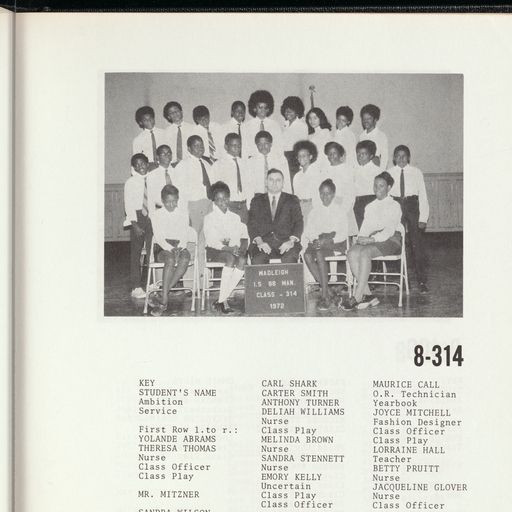 WADLEIGH
I.S 88 MAN.
CLASS - 314
1972
8-314
KEY
STUDENT'S NAME
Ambition
Service
First Row l.to r.:
YOLANDE ABRAMS
THERESA THOMAS
Nurse
Class Officer
Class Play
MR. MITZNER
SANDRA WILSON
CARL SHARK
CARTER SMITH
ANTHONY TURNER
DELIAH WILLIAMS
Nurse
Class Play
MELINDA BROWN
Nurse
SANDRA STENNETT
Nurse
EMORY KELLY
Uncertain
Class Play
Class Officer
MAURICE CALL
O.R. Technician
Yearbook
JOYCE MITCHELL
Fashion Designer
Class Officer
Class Play
LORRAINE HALL
Teacher
BETTY PRUITT
Nurse
JACQUELINE GLOVER
Nurse
Class Officer